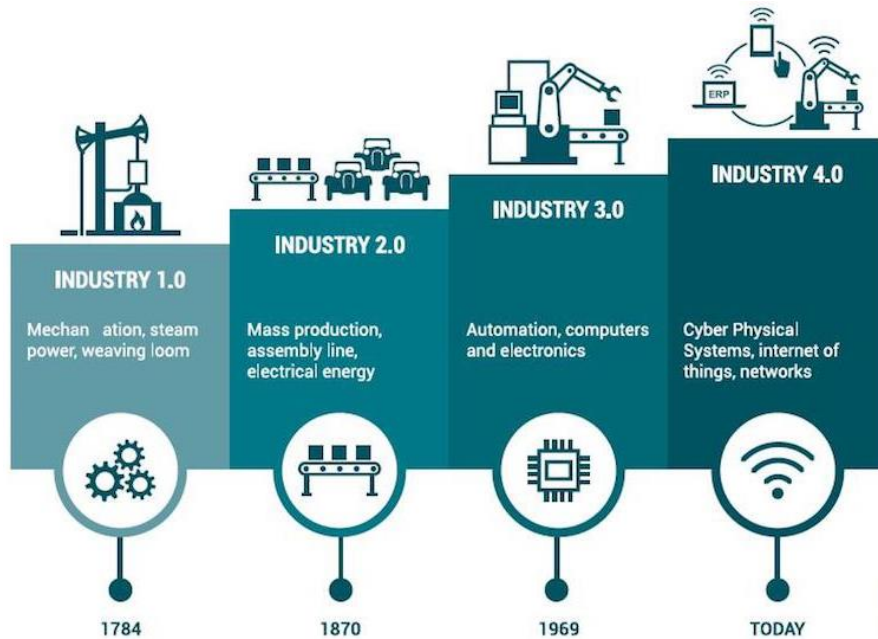 ERP
INDUSTRY 1.0
Mechan ation, steam
power, weaving loom
1784
INDUSTRY 2.0
Mass production,
assembly line,
electrical energy
1870
INDUSTRY 3.0
Automation, computers
and electronics
1969
INDUSTRY 4.0
Cyber Physical
Systems, internet of
things, networks
TODAY